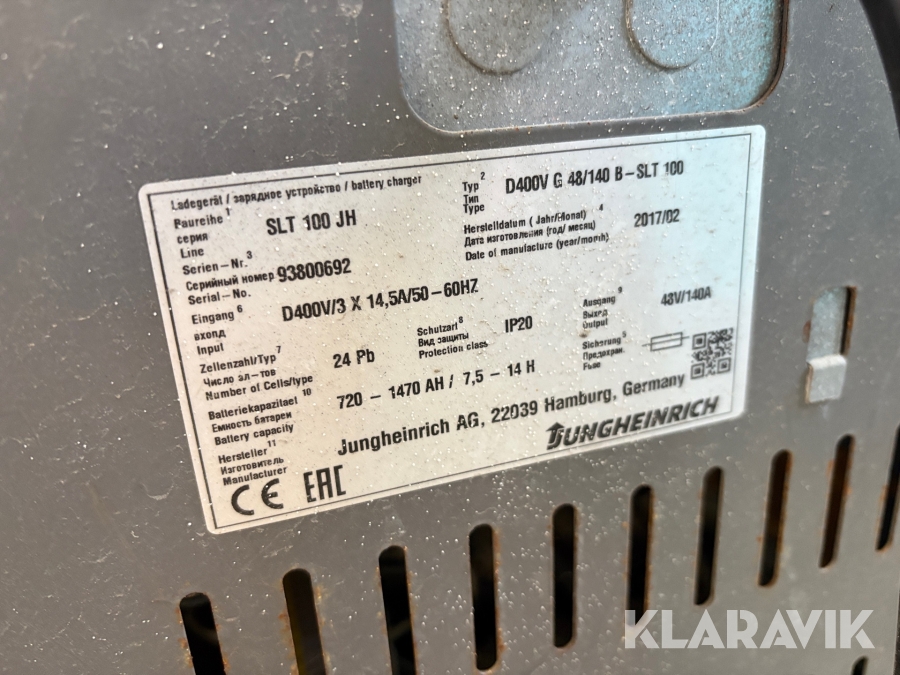 Ladegerät / зарядное устройство / battery charger
Baureihe 1
серия
Line
SLT 100 JH
Typ 2
Тип
Type
D400V G 48/140 B-SLT 100
Serien-Nr. 3
Серийный номер
Serial-No.
93800692
Herstelldatum ( Jahr/Monat) 4
Дата изготовления (год/ месяц)
Date of manufacture (year/month)
2017/02
Eingang 6
вход
Input
D400V/3 X 14,5A/50-60HZ
Ausgang 9
Выход
Output
48V/140A
Zellenzahl/Typ 7
Число эл-тов
Number of Cells/type
24 Pb
Schutzart 8
Вид защиты
Protection class
IP20
Sicherung 5
Предохран.
Fuse
Batteriekapazitael 10
Емкость батареи
Battery capacity
720 - 1470 AH / 7,5 - 14 H
Hersteller 11
Изготовитель
Manufacturer
Jungheinrich AG, 22039 Hamburg, Germany
JUNGHEINRICH
CE EAC
KLARAVIK